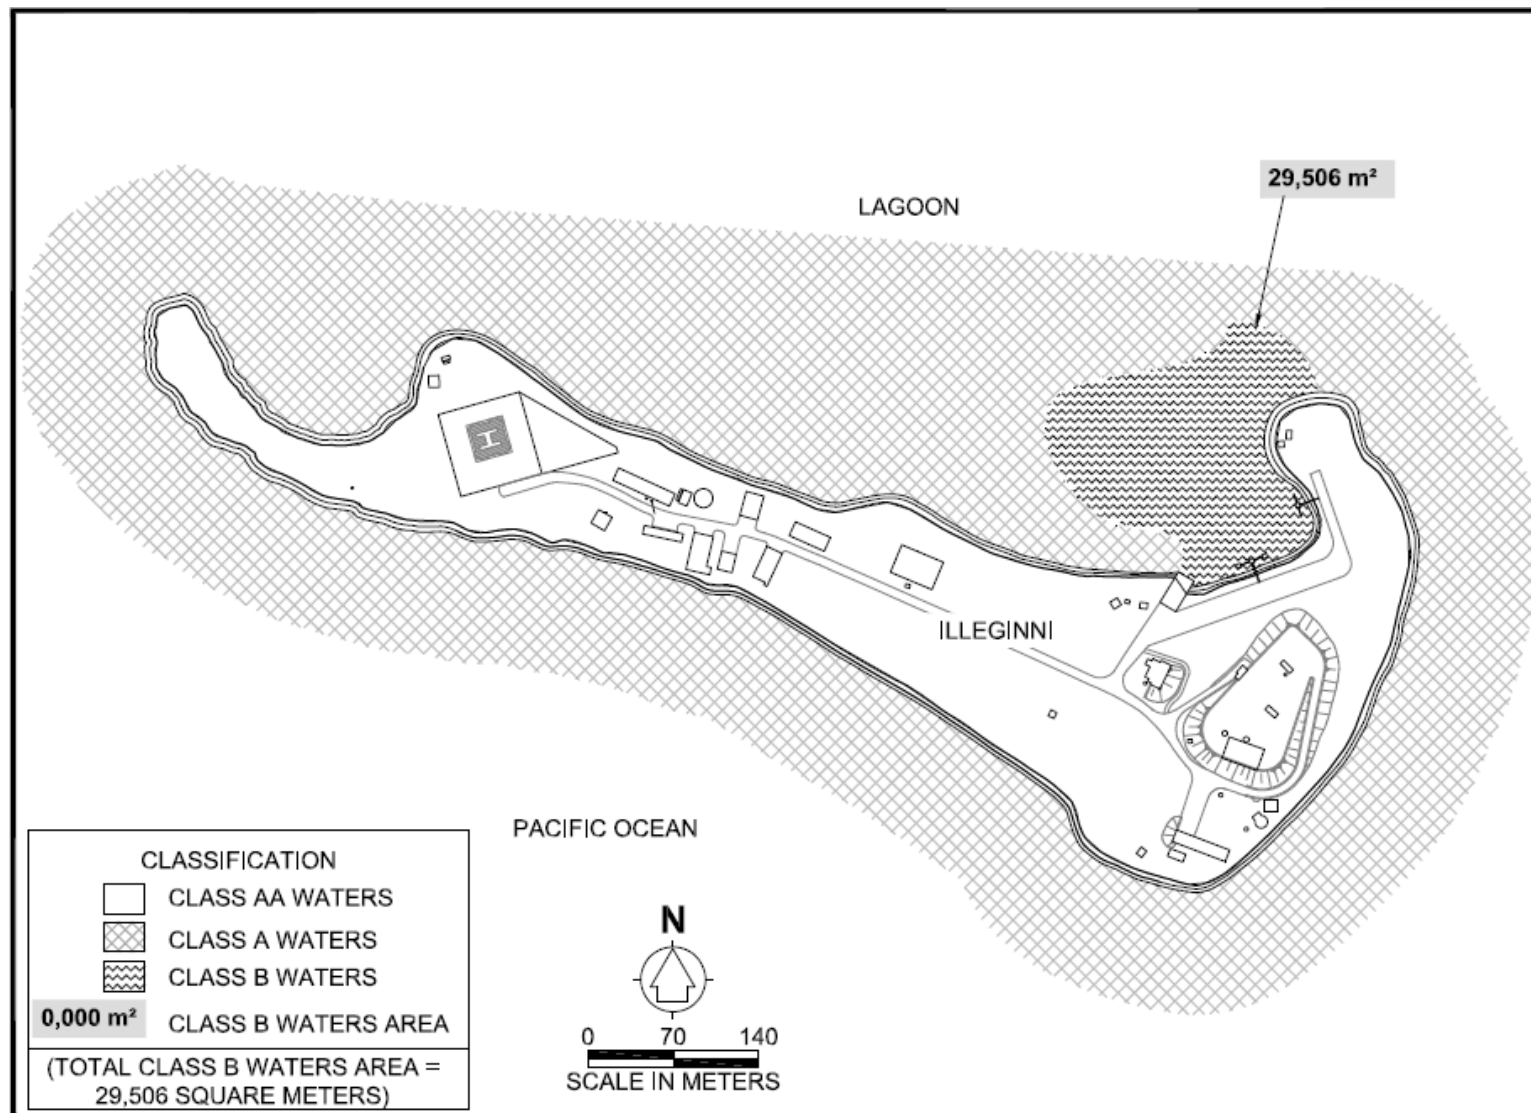 29,506 m²
LAGOON
ILLEGINNI
PACIFIC OCEAN
CLASSIFICATION
CLASS AA WATERS
CLASS A WATERS
CLASS B WATERS
0,000 m² CLASS B WATERS AREA
(TOTAL CLASS B WATERS AREA =
29,506 SQUARE METERS)
N
0 70 140
SCALE IN METERS
H